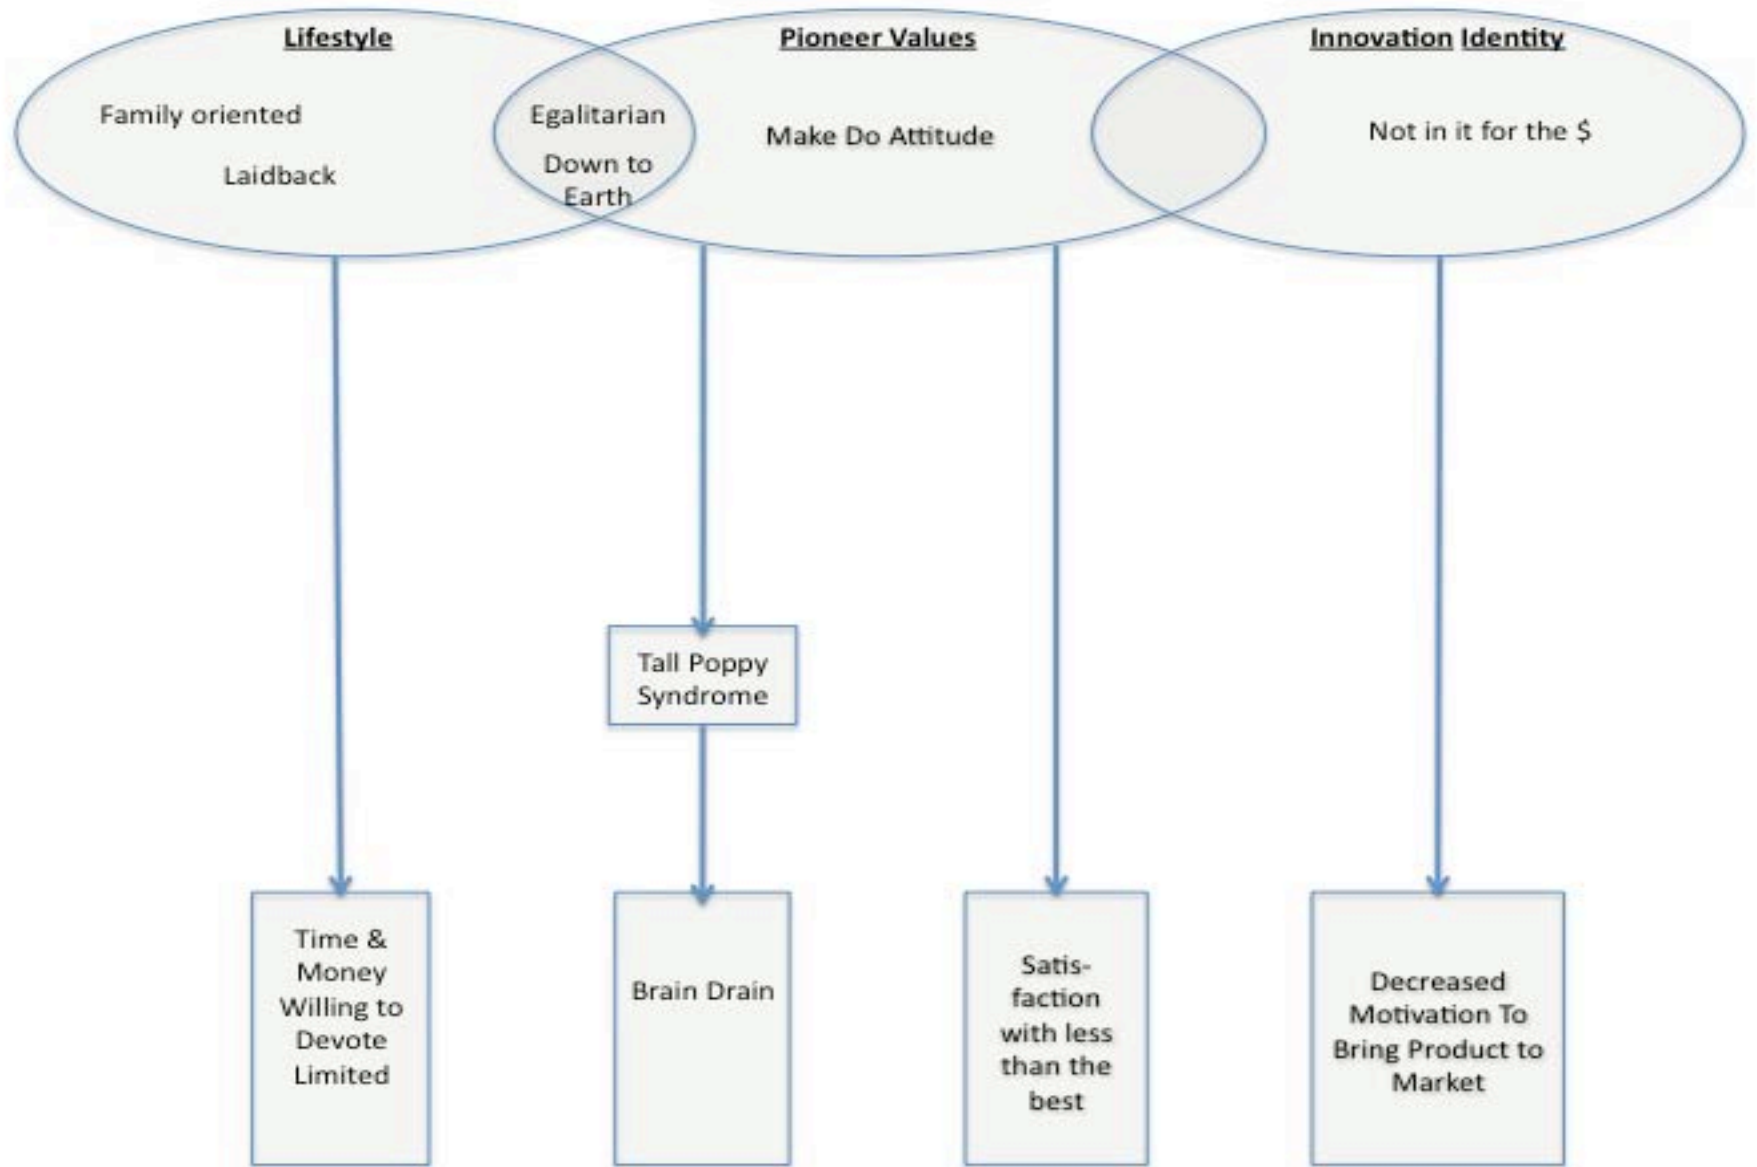 Lifestyle
Family oriented
Laidback
Egalitarian
Down to
Earth
Pioneer Values
Make Do Attitude
Innovation Identity
Not in it for the $
Tall Poppy
Syndrome
Time &
Money
Willing to
Devote
Limited
Brain Drain
Satis-
faction
with less
than the
best
Decreased
Motivation To
Bring Product to
Market